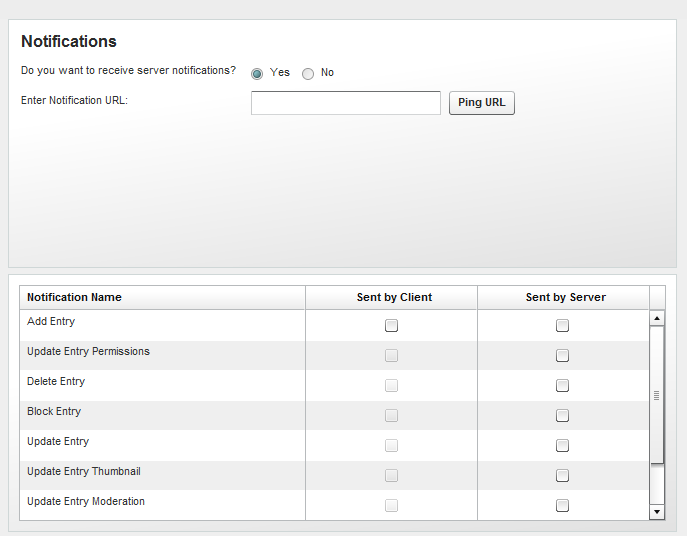 Notifications
Do you want to receive server notifications? Yes No
Enter Notification URL: Ping URL
Notification Name Sent by Client Sent by Server
Add Entry
Update Entry Permissions
Delete Entry
Block Entry
Update Entry
Update Entry Thumbnail
Update Entry Moderation